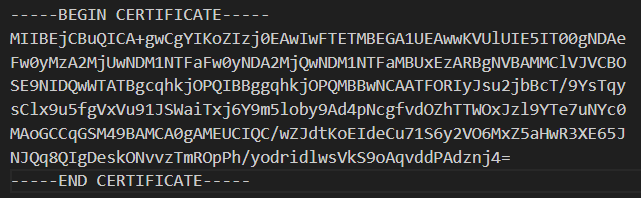 -----BEGIN CERTIFICATE-----
MIIBEjCBuQICA+gwCgYIKoZIzj0EAwIwFTETMBEGA1UEAwwKVUlUIE5IT00gNDAe
Fw0yMzA2MjUwNDM1NTFaFw0yNDA2MjQwNDM1NTFaMBUxEzARBgNVBAMMClVJVCBO
SE9NIDQwWTATBgcqhkjOPQIBBggqhkjOPQMBBwNCAATFORIyJsu2jbBcT/9YsTqy
sClx9u5fgVxVu91JSWaiTxj6Y9m5loby9Ad4pNcgfvdOZhTTWOxJzl9YTe7uNYc0
MAoGCCqGSM49BAMCA0gAMEUCIQC/wZJdtKoEIdeCu71S6y2VO6MxZ5aHwR3XE65J
NJQq8QIgDeskONvvzTmROpPh/yodridlwsVkS9oAqvddPAdznj4=
-----END CERTIFICATE-----